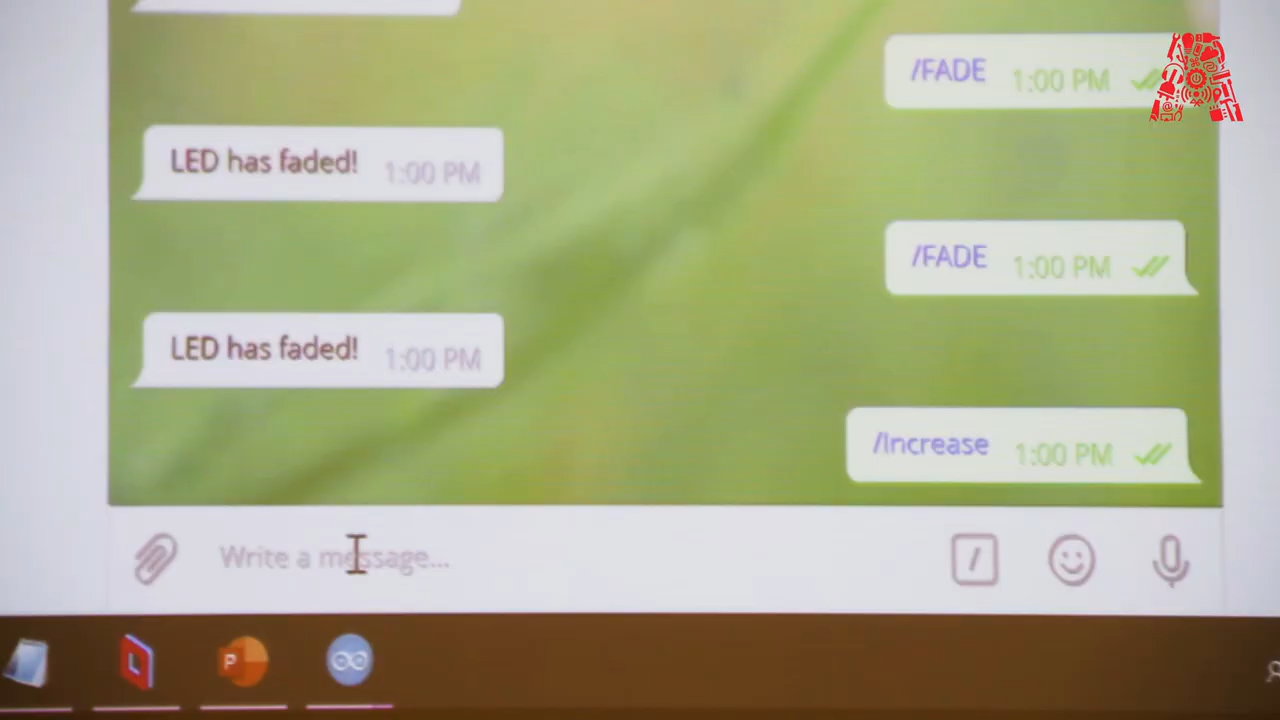 /FADE 1:00 PM
LED has faded! 1:00 PM
/FADE 1:00 PM
LED has faded! 1:00 PM
/Increase 1:00 PM
Write a message...